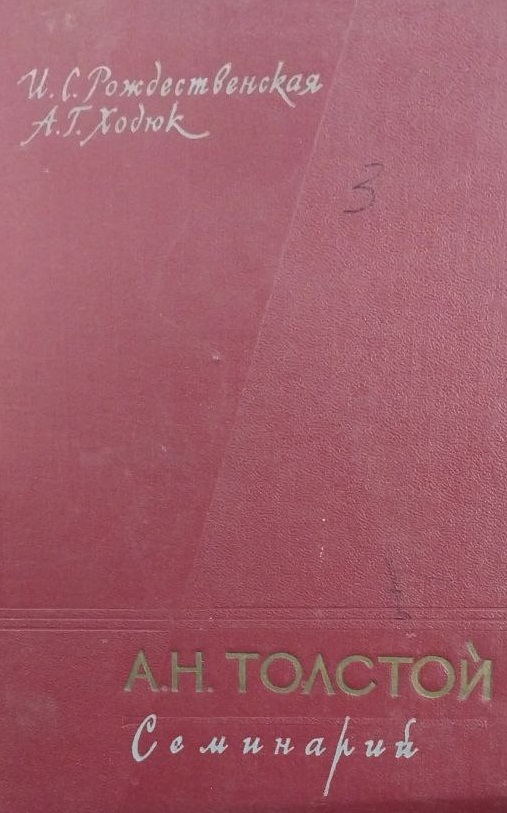 И. С. Рождественская
А. Г. Ходюк
3
А.Н. ТОЛСТОЙ
Семинарий